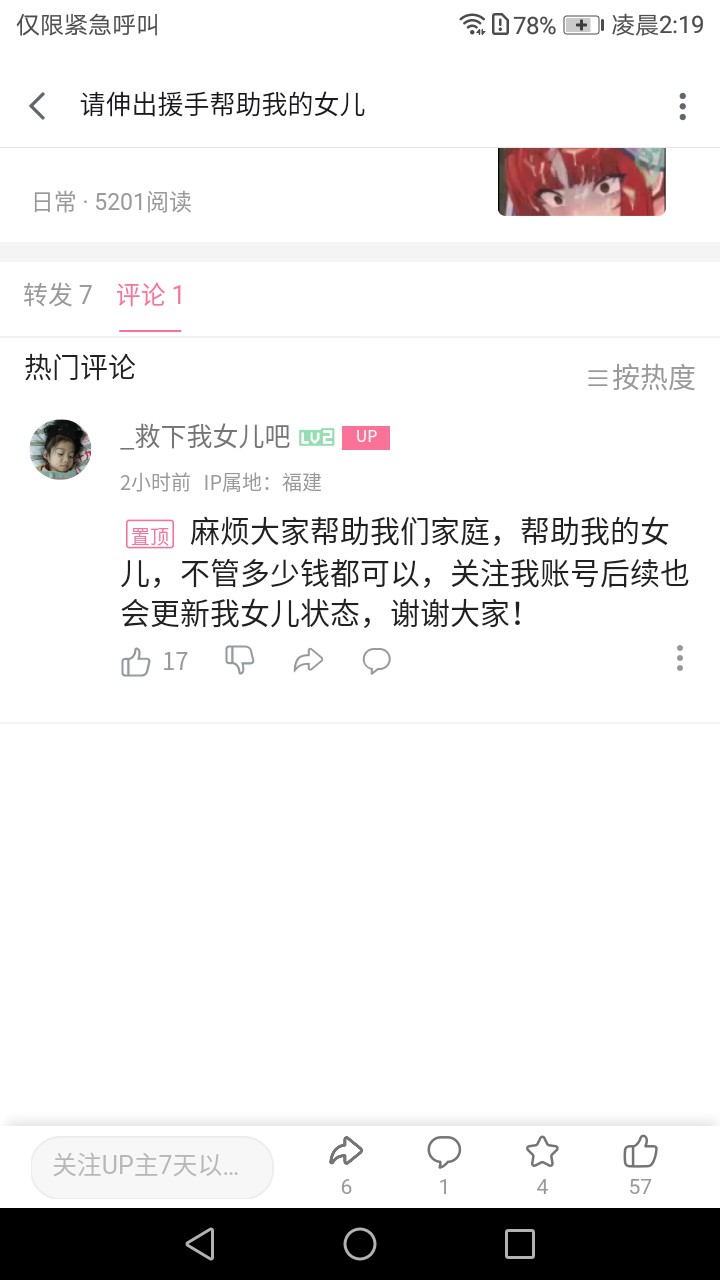 仅限紧急呼叫
78% 凌晨2:19
请伸出援手帮助我的女儿
日常 · 5201阅读
转发 7 评论 1
热门评论
按热度
_救下我女儿吧 LV2 UP
2小时前 IP属地：福建
置顶 麻烦大家帮助我们家庭，帮助我的女
儿，不管多少钱都可以，关注我账号后续也
会更新我女儿状态，谢谢大家！
17
关注UP主7天以...
6
1
4
57